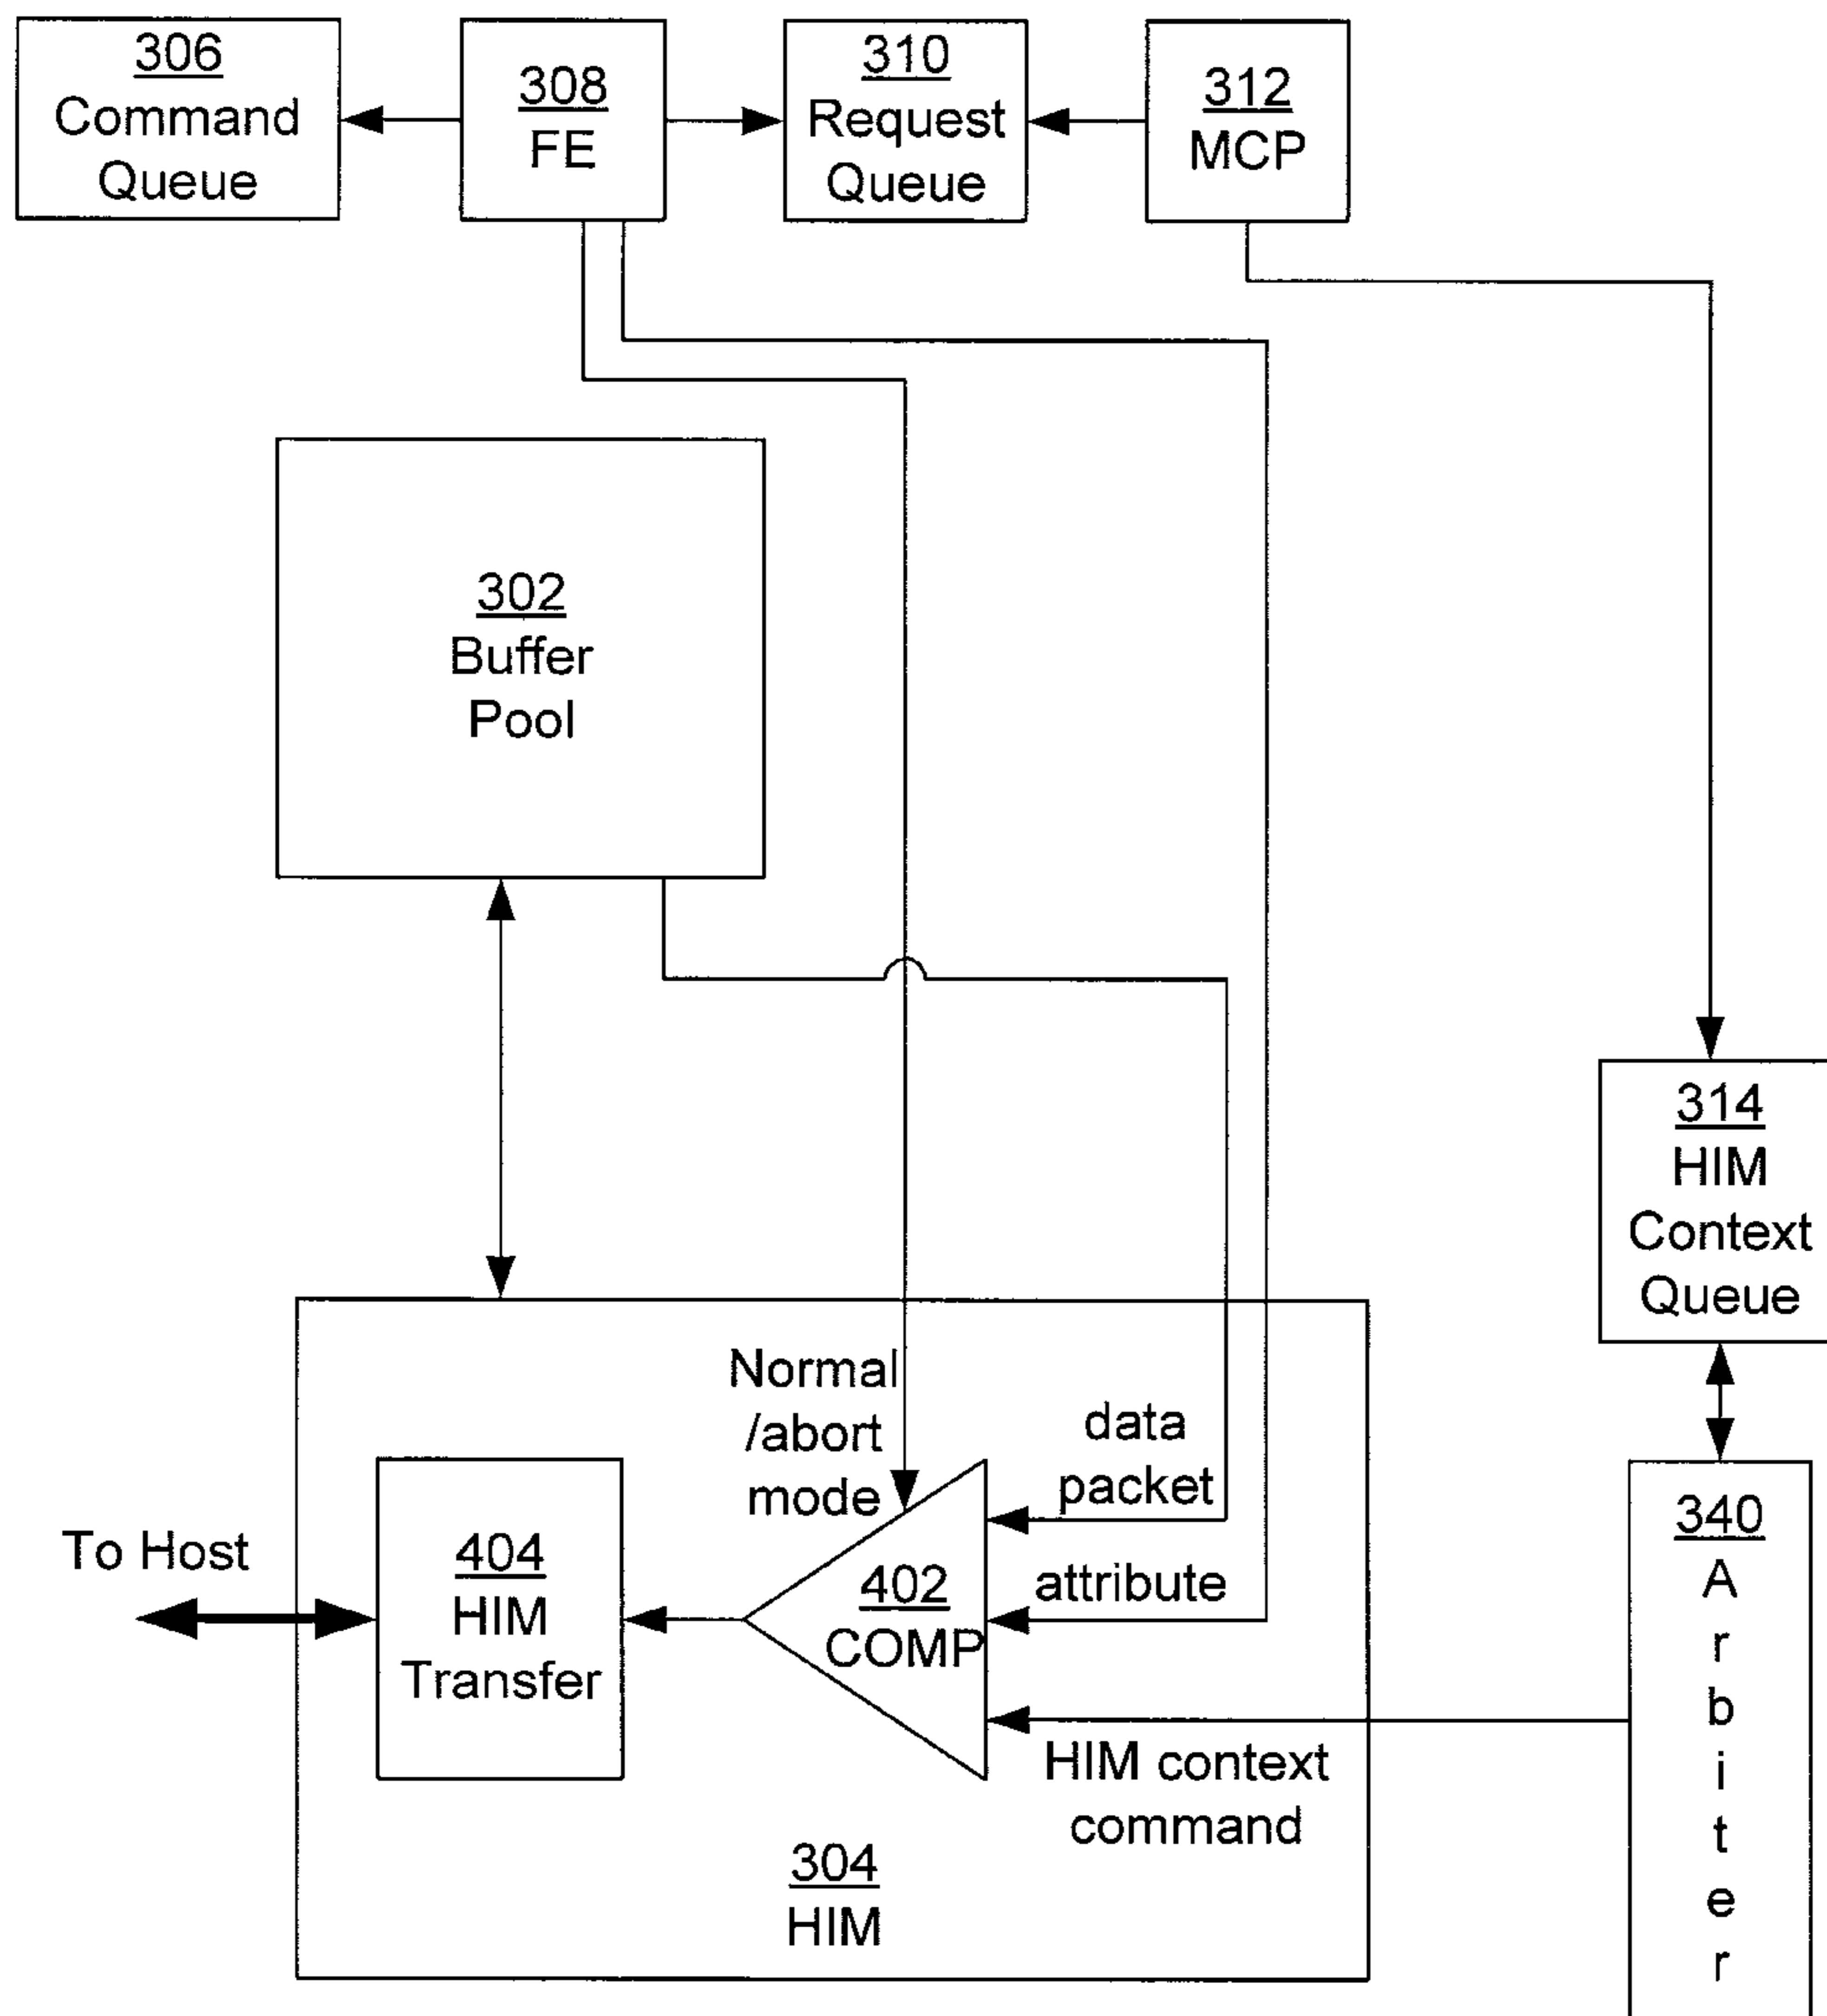 306
Command
Queue
308
FE
310
Request
Queue
312
MCP
302
Buffer
Pool
314
HIM
Context
Queue
Normal
/abort
mode
data
packet
attribute
To Host
404
HIM
Transfer
402
COMP
HIM context
command
304
HIM
340
A
r
b
i
t
e
r